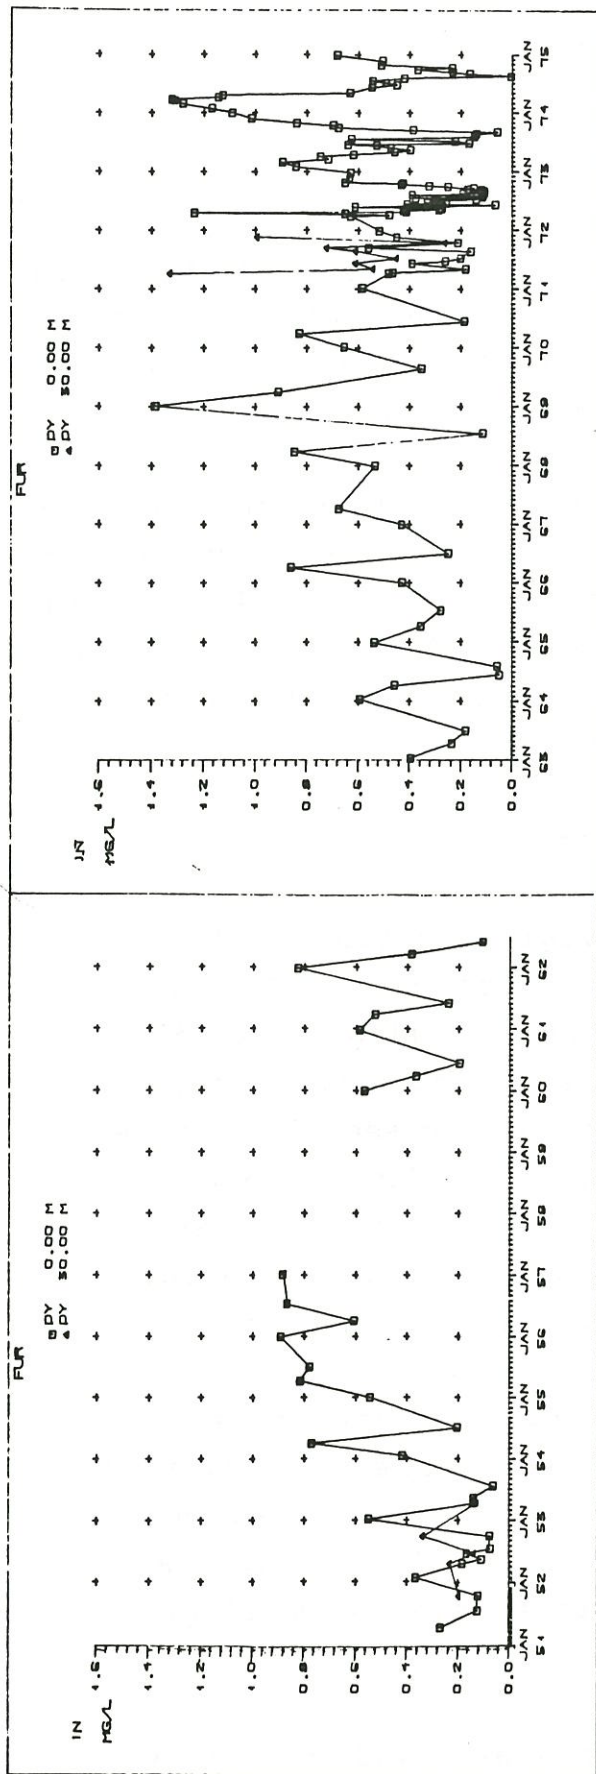 FUR
DY 0.00 M
DY 30.00 M
IN
MG/L
1.6
1.4
1.2
1.0
0.8
0.6
0.4
0.2
0.0
JAN JAN JAN JAN JAN JAN JAN JAN JAN JAN JAN JAN
51 52 53 54 55 56 57 58 59 60 61 62
FUR
DY 0.00 M
DY 30.00 M
IN
MG/L
1.6
1.4
1.2
1.0
0.8
0.6
0.4
0.2
0.0
JAN JAN JAN JAN JAN JAN JAN JAN JAN JAN JAN JAN JAN
63 64 65 66 67 68 69 70 71 72 73 74 75